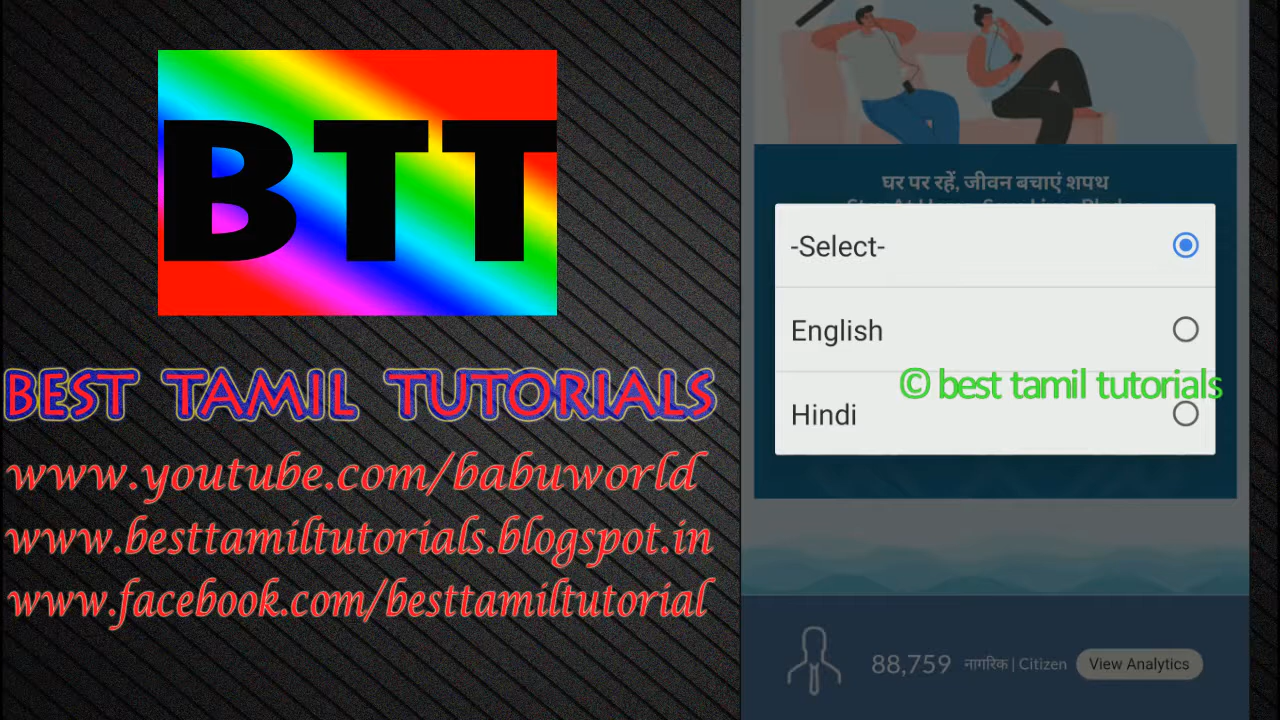 BTT
BEST TAMIL TUTORIALS
www.youtube.com/babuworld
www.besttamiltutorials.blogspot.in
www.facebook.com/besttamiltutorial
घर पर रहें, जीवन बचाएं शपथ
-Select-
English
© best tamil tutorials
Hindi
88,759 नागरिक | Citizen View Analytics